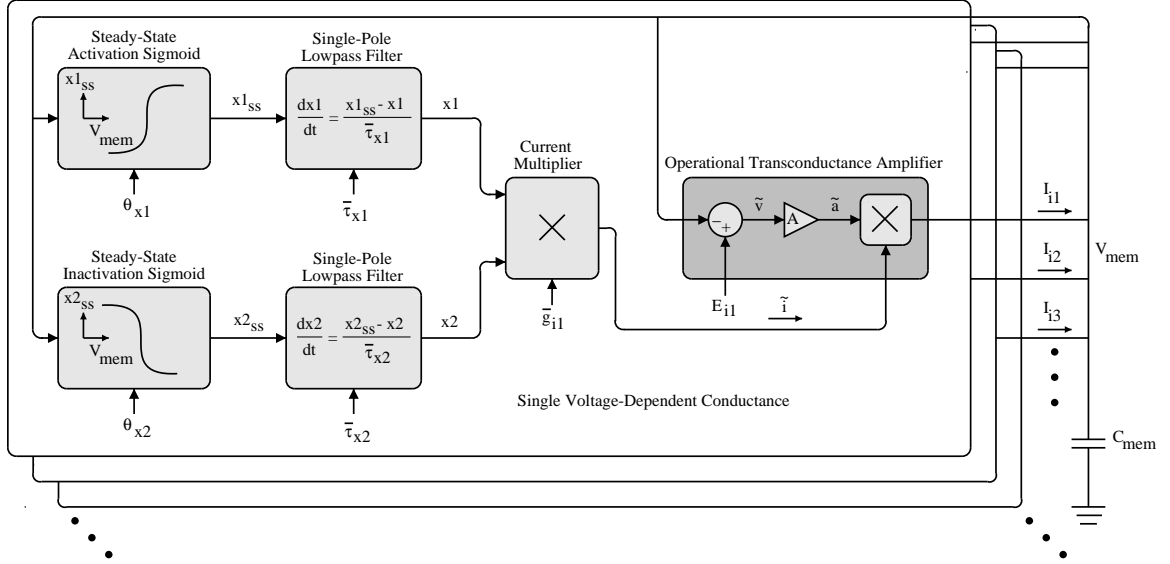 Steady-State
Activation Sigmoid
x1ss
Vmem
θx1
x1ss
Single-Pole
Lowpass Filter
dx1/dt = x1ss - x1 / τ̄x1
τ̄x1
x1
Steady-State
Inactivation Sigmoid
x2ss
Vmem
θx2
x2ss
Single-Pole
Lowpass Filter
dx2/dt = x2ss - x2 / τ̄x2
τ̄x2
x2
Current
Multiplier
×
ḡi1
Operational Transconductance Amplifier
−
+
ṽ
A
ã
×
Ei1
ĩ
Single Voltage-Dependent Conductance
Ii1
Ii2
Ii3
Vmem
Cmem